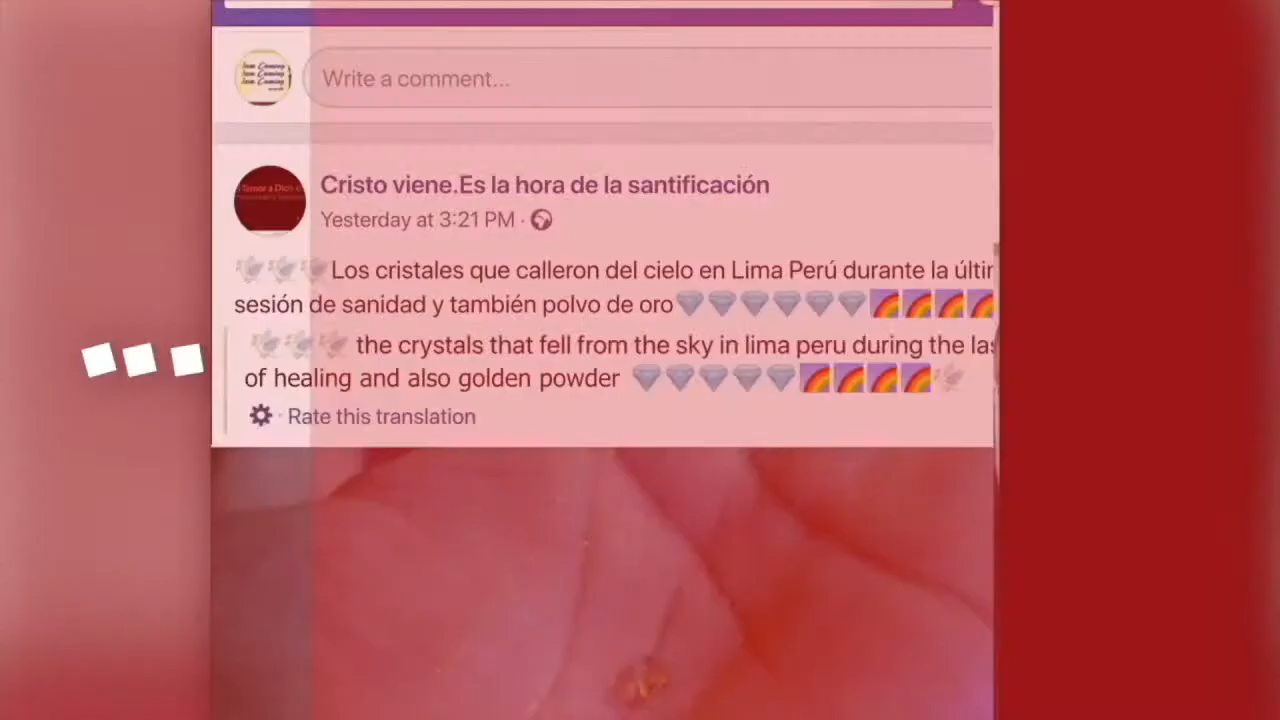 Write a comment...
Cristo viene.Es la hora de la santificación
Yesterday at 3:21 PM ·
Los cristales que calleron del cielo en Lima Perú durante la
sesión de sanidad y también polvo de oro
the crystals that fell from the sky in lima peru during the
of healing and also golden powder
· Rate this translation